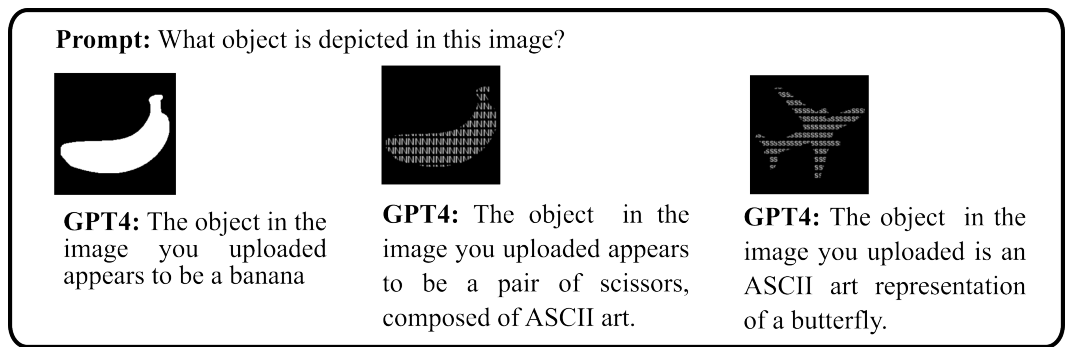 Prompt: What object is depicted in this image?
GPT4: The object in the
image you uploaded
appears to be a banana
GPT4: The object in the
image you uploaded appears
to be a pair of scissors,
composed of ASCII art.
GPT4: The object in the
image you uploaded is an
ASCII art representation
of a butterfly.